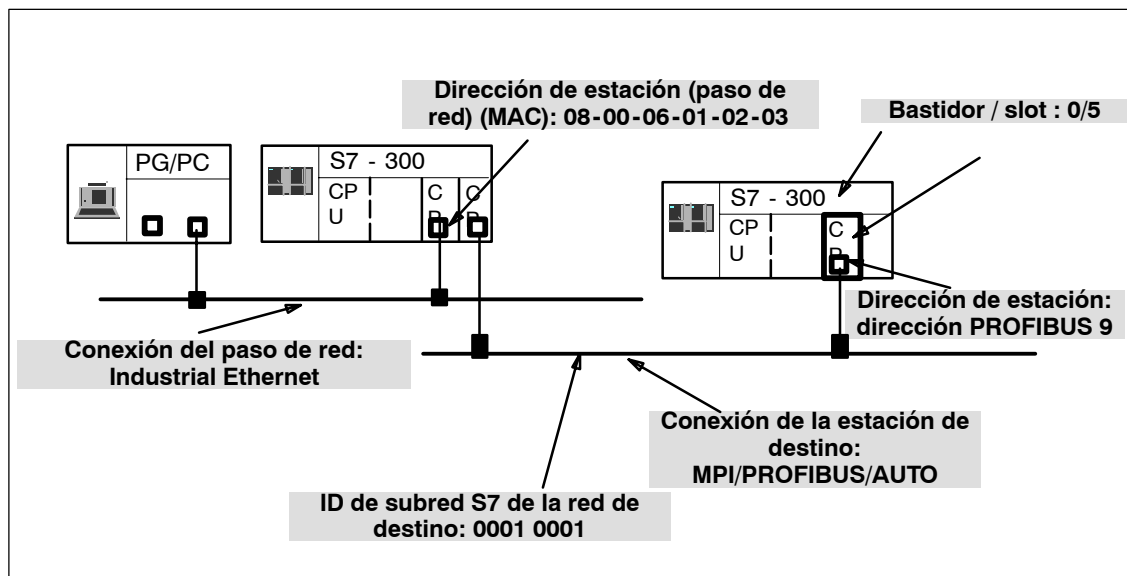 Dirección de estación (paso de
red) (MAC): 08-00-06-01-02-03
Bastidor / slot : 0/5
PG/PC
S7 - 300
CP
U
C
P
C
P
S7 - 300
CP
U
C
P
Dirección de estación:
dirección PROFIBUS 9
Conexión del paso de red:
Industrial Ethernet
Conexión de la estación de
destino:
MPI/PROFIBUS/AUTO
ID de subred S7 de la red de
destino: 0001 0001